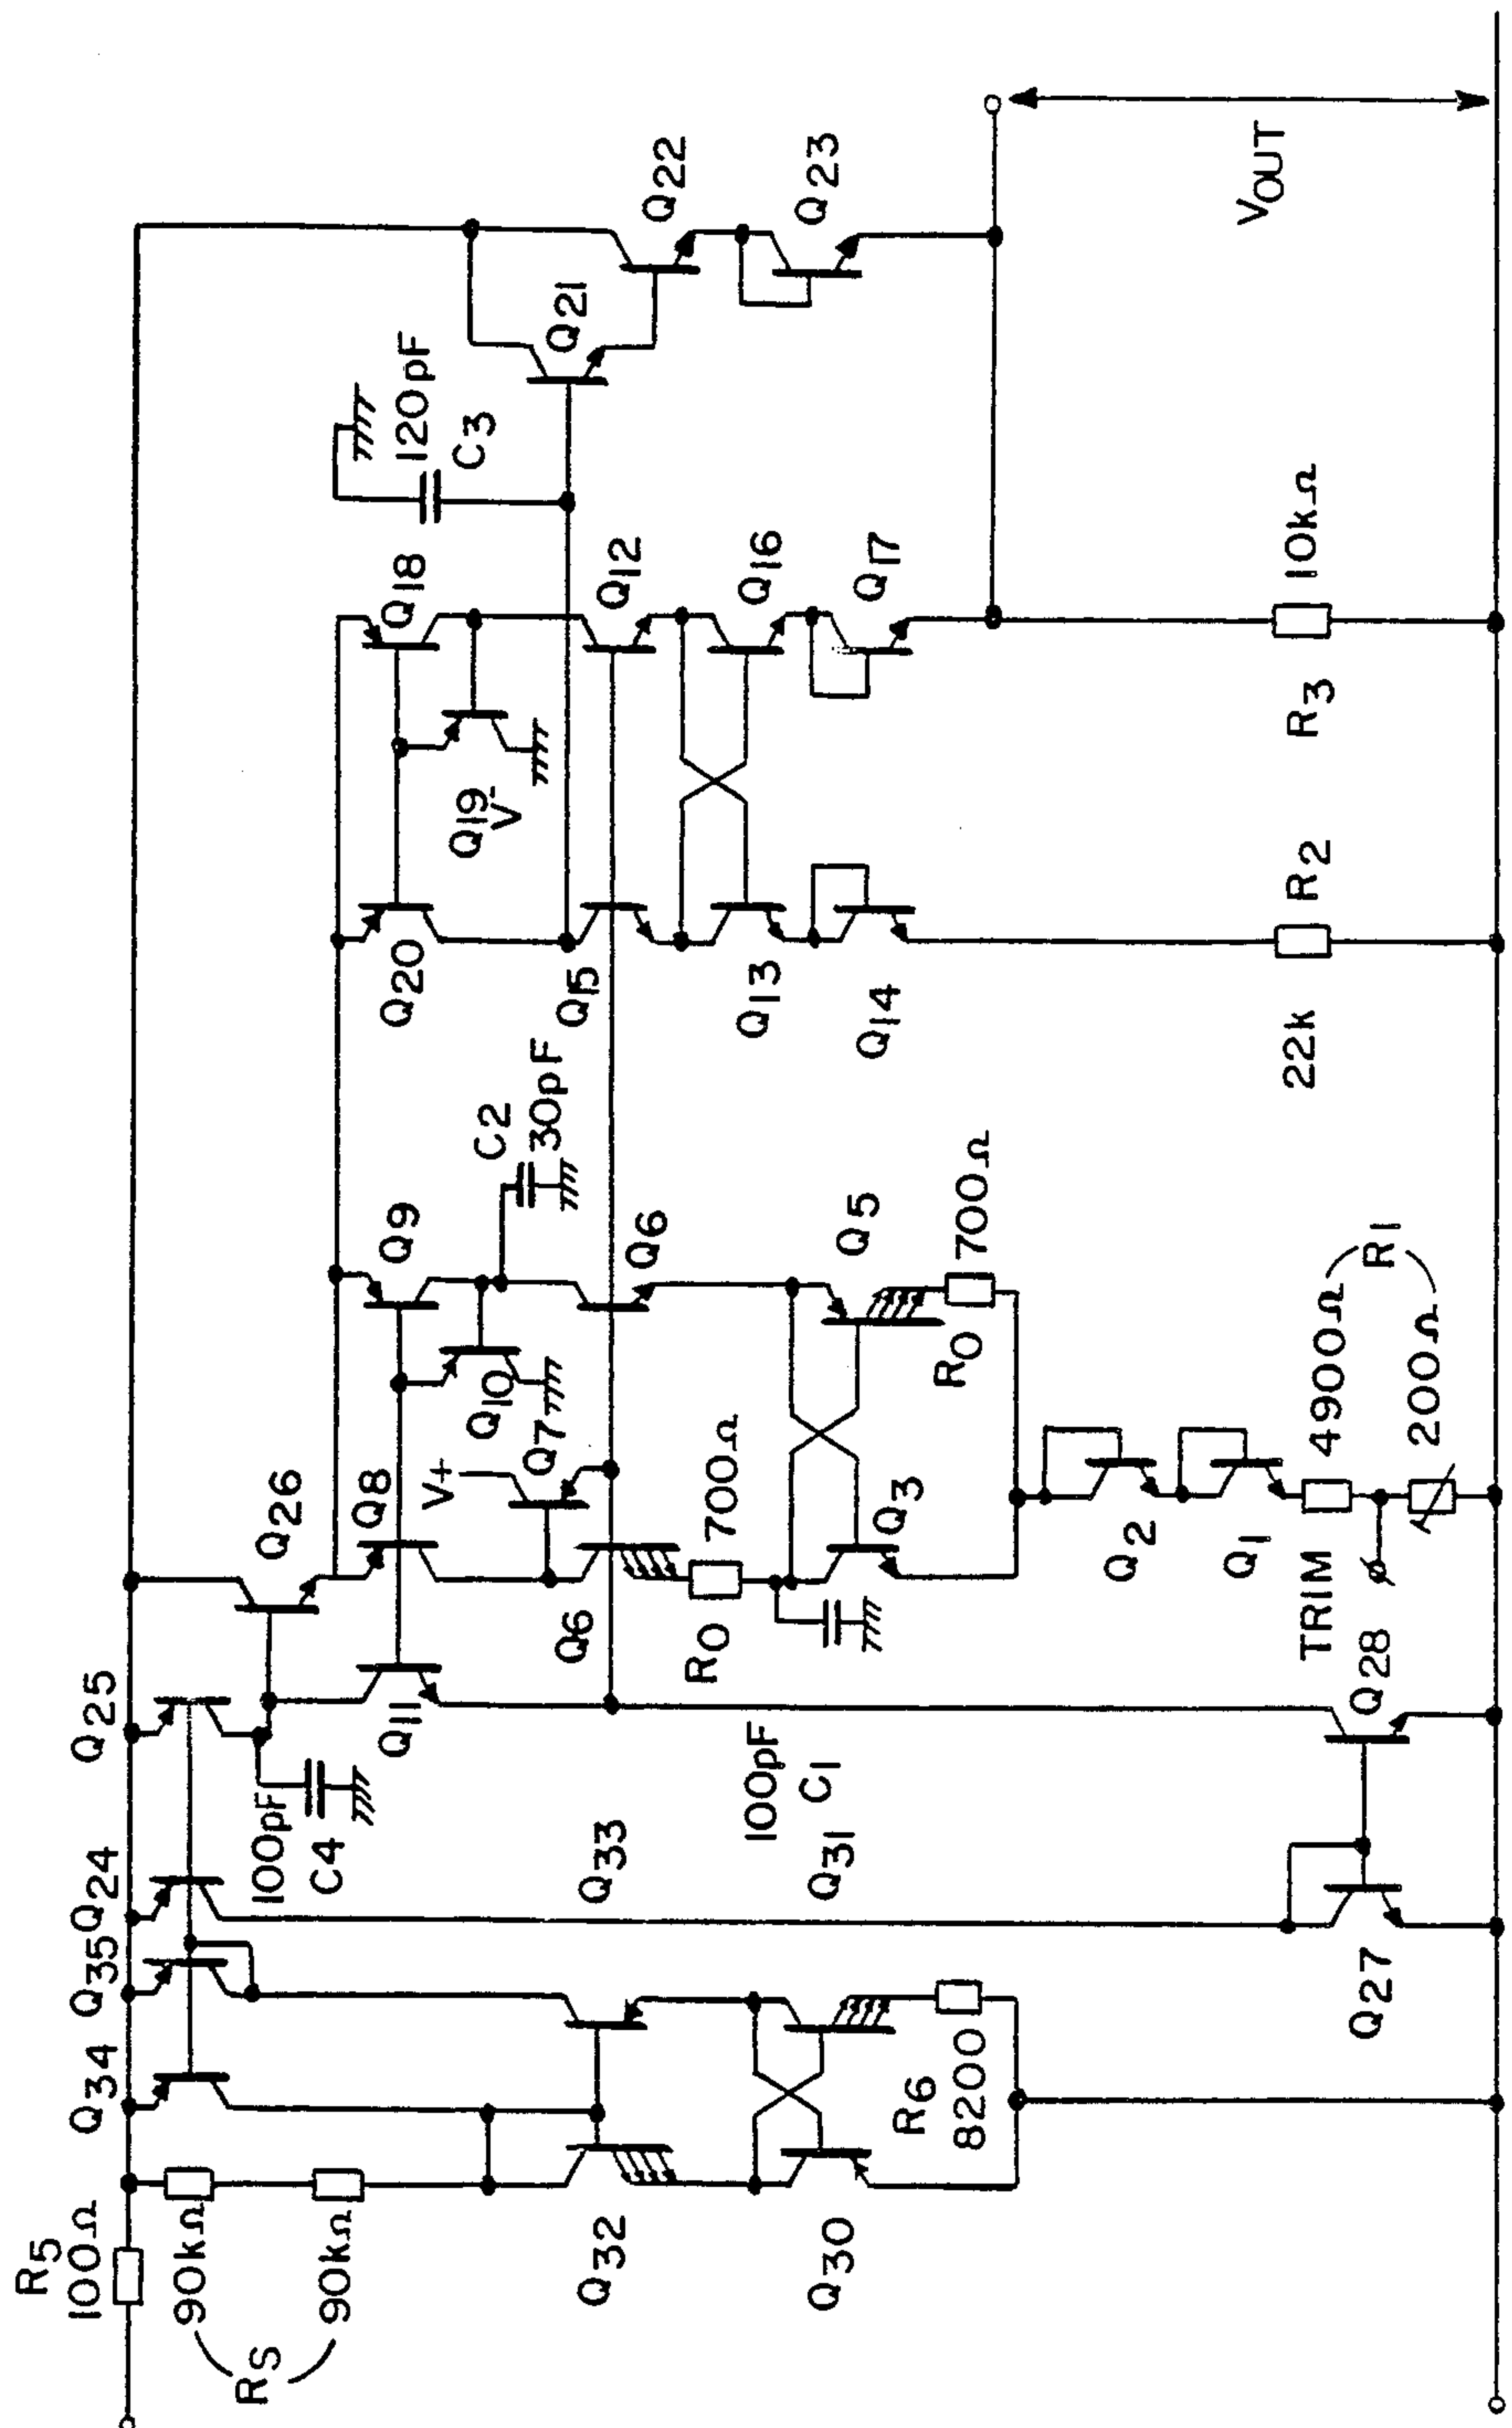 R5
100Ω
90kΩ
90kΩ
RS
Q34
Q35
Q24
Q25
100pF
C4
Q26
Q11
Q8
V+
Q7
Q10
Q9
C2
30pF
Q6
Q6
700Ω
R0
Q3
Q5
700Ω
R0
Q2
Q1
TRIM
4900Ω
200Ω
R1
Q20
Q18
Q19
V-
Q15
Q12
Q13
Q14
Q16
Q17
22k
R2
R3
10kΩ
120pF
C3
Q21
Q22
Q23
VOUT
Q33
Q32
100pF
C1
Q31
Q30
R6
8200
Q27
Q28